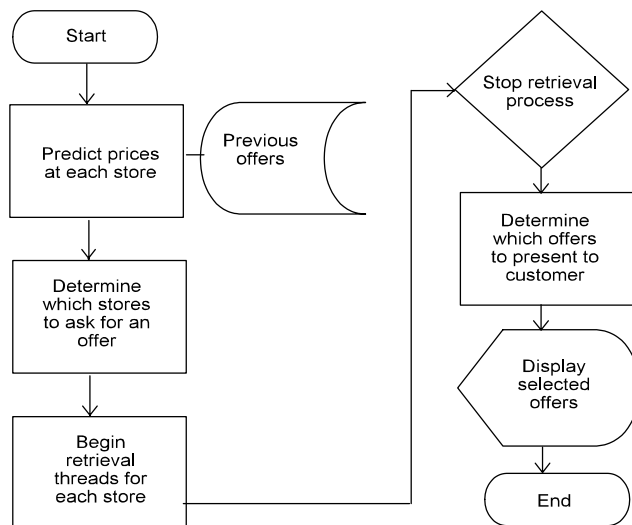 Start
Predict prices
at each store
Previous
offers
Determine
which stores
to ask for an
offer
Begin
retrieval
threads for
each store
Stop retrieval
process
Determine
which offers
to present to
customer
Display
selected
offers
End